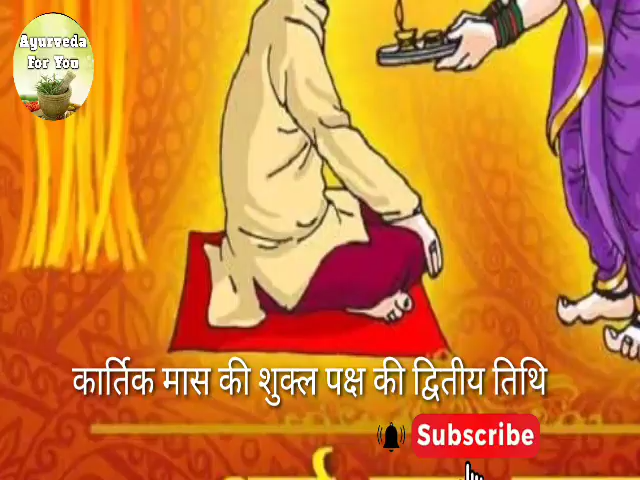 Ayurveda
For You
कार्तिक मास की शुक्ल पक्ष की द्वितीय तिथि
Subscribe